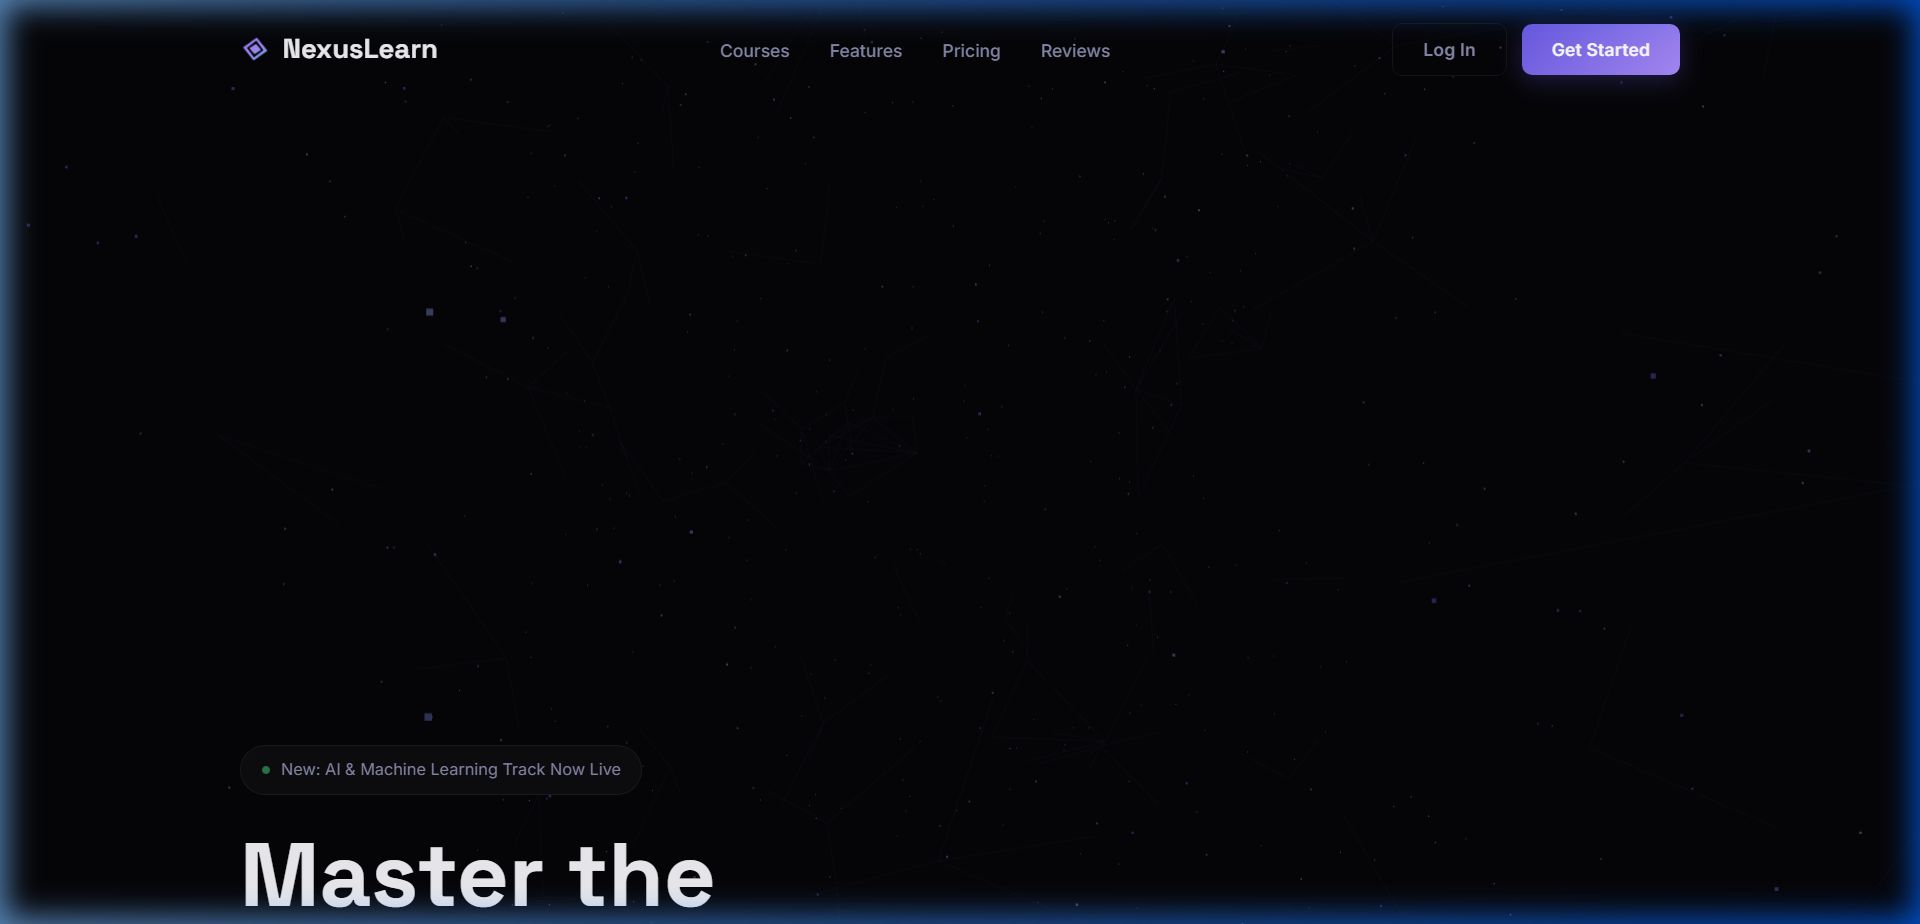 NexusLearn
Courses
Features
Pricing
Reviews
Log In
Get Started
New: AI & Machine Learning Track Now Live
Master the